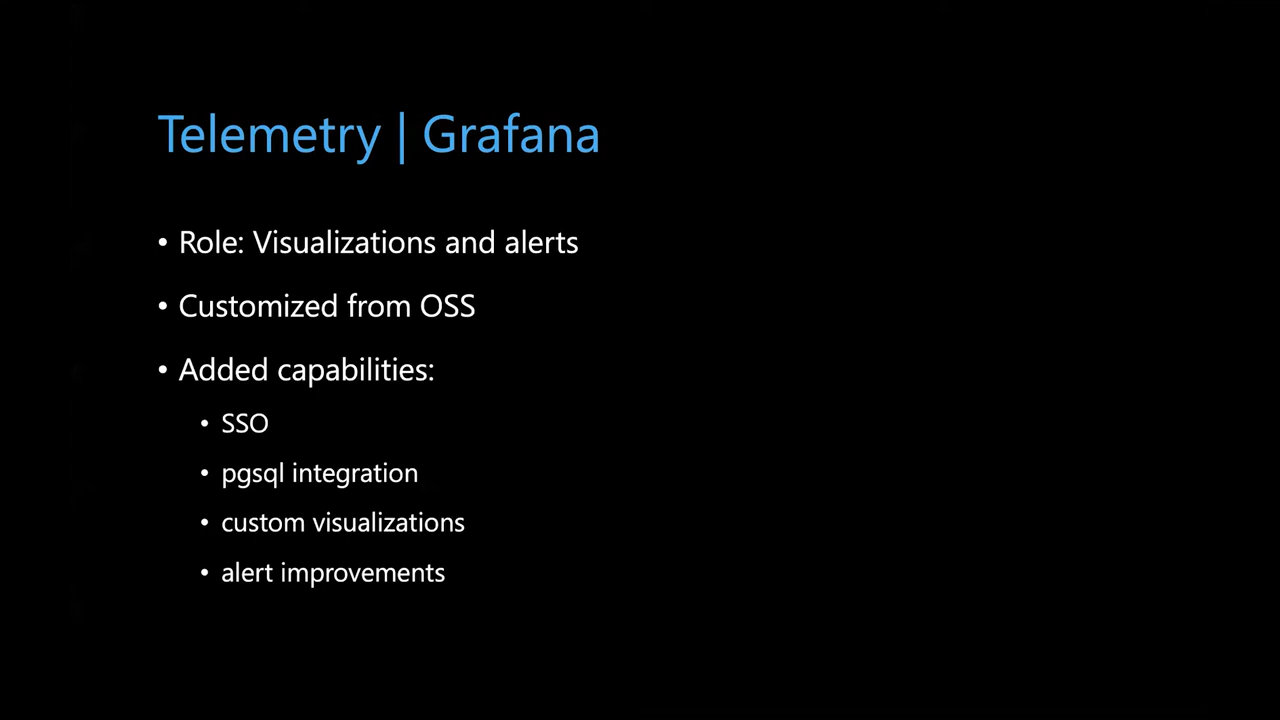 Telemetry | Grafana
• Role: Visualizations and alerts
• Customized from OSS
• Added capabilities:
• SSO
• pgsql integration
• custom visualizations
• alert improvements